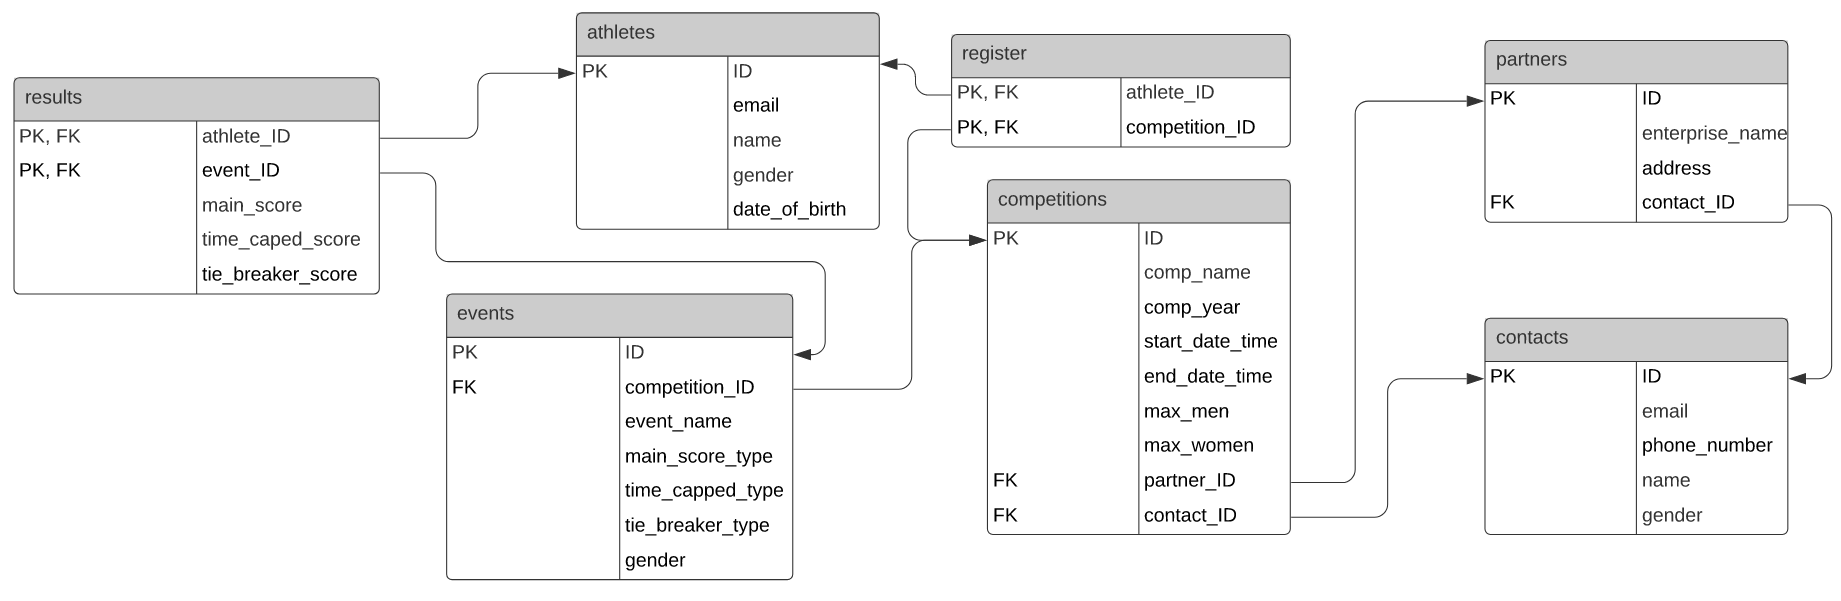 results
PK, FK athlete_ID
PK, FK event_ID
main_score
time_caped_score
tie_breaker_score
athletes
PK ID
email
name
gender
date_of_birth
register
PK, FK athlete_ID
PK, FK competition_ID
partners
PK ID
enterprise_name
address
FK contact_ID
events
PK ID
FK competition_ID
event_name
main_score_type
time_capped_type
tie_breaker_type
gender
competitions
PK ID
comp_name
comp_year
start_date_time
end_date_time
max_men
max_women
FK partner_ID
FK contact_ID
contacts
PK ID
email
phone_number
name
gender